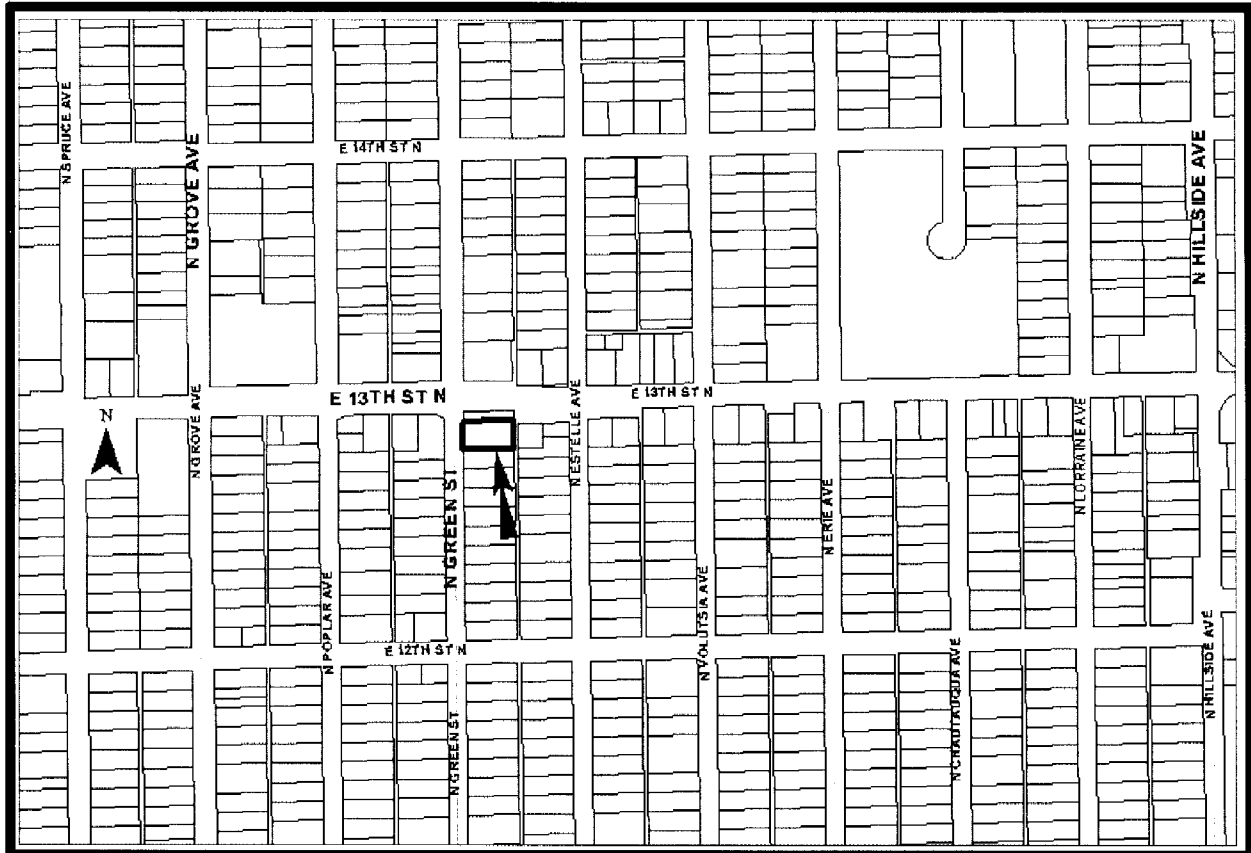 N SPRUCE AVE
N GROVE AVE
E 14TH ST N
N HILLSIDE AVE
E 13TH ST N
E 13TH ST N
N
N GROVE AVE
N ESTELLE AVE
N LORRAINE AVE
N GREEN ST
N ERIE AVE
N POPLAR AVE
N VOLUTSIA AVE
E 12TH ST N
N HILLSIDE AVE
N GREEN ST
N CHAUTAUQUA AVE